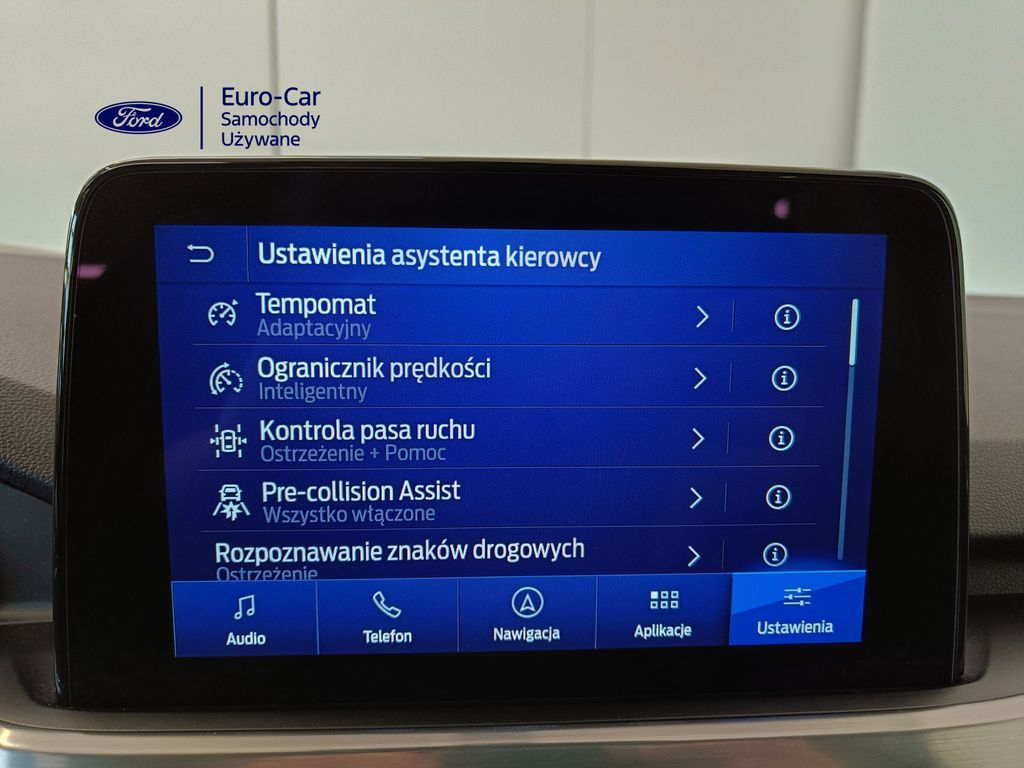 Ford
Euro-Car
Samochody
Używane
Ustawienia asystenta kierowcy
Tempomat
Adaptacyjny
Ogranicznik prędkości
Inteligentny
Kontrola pasa ruchu
Ostrzeżenie + Pomoc
Pre-collision Assist
Wszystko włączone
Rozpoznawanie znaków drogowych
Ostrzeżenie
Audio
Telefon
Nawigacja
Aplikacje
Ustawienia